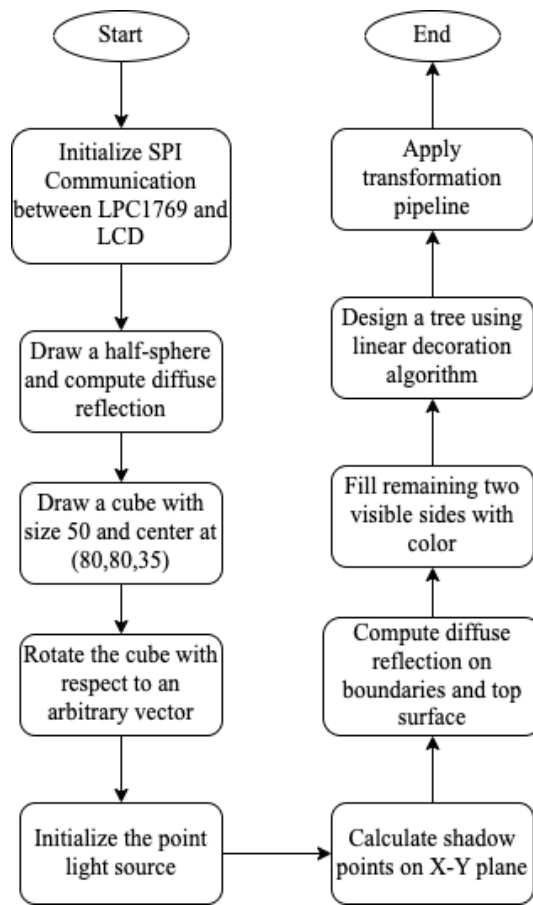 Start
Initialize SPI
Communication
between LPC1769 and
LCD
Draw a half-sphere
and compute diffuse
reflection
Draw a cube with
size 50 and center at
(80,80,35)
Rotate the cube with
respect to an
arbitrary vector
Initialize the point
light source
Calculate shadow
points on X-Y plane
Compute diffuse
reflection on
boundaries and top
surface
Fill remaining two
visible sides with
color
Design a tree using
linear decoration
algorithm
Apply
transformation
pipeline
End